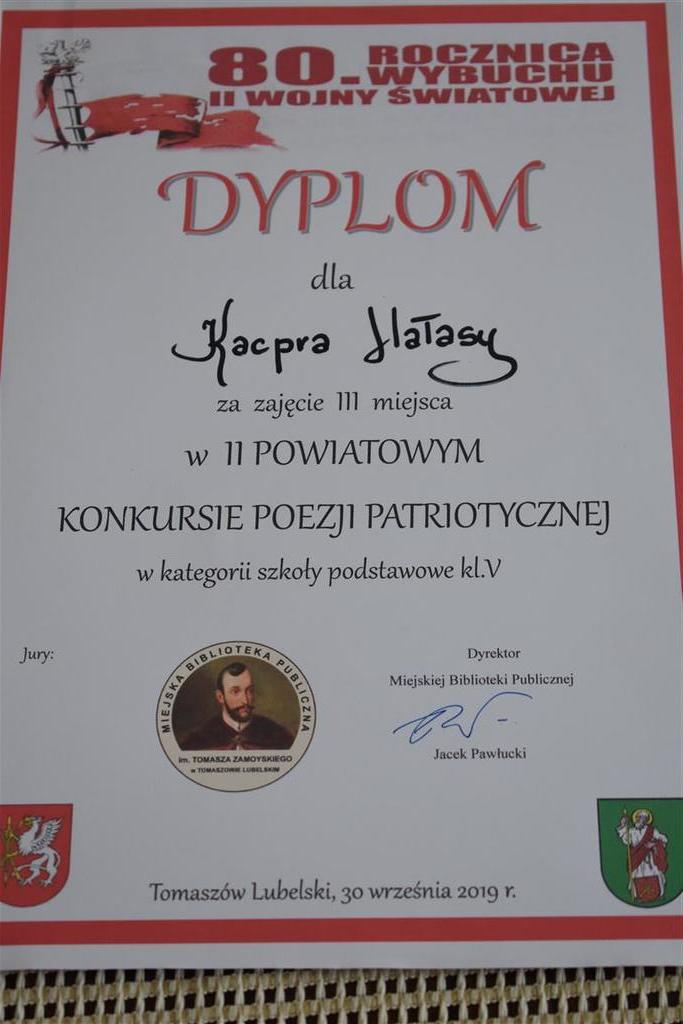 80. ROCZNICA
WYBUCHU
II WOJNY ŚWIATOWEJ
DYPLOM
dla
Kacpra Hałasy
za zajęcie III miejsca
w II POWIATOWYM
KONKURSIE POEZJI PATRIOTYCZNEJ
w kategorii szkoły podstawowe kl.V
Jury:
MIEJSKA BIBLIOTEKA PUBLICZNA
im. TOMASZA ZAMOYSKIEGO
w TOMASZOWIE LUBELSKIM
Dyrektor
Miejskiej Biblioteki Publicznej
Jacek Pawłucki
Tomaszów Lubelski, 30 września 2019 r.